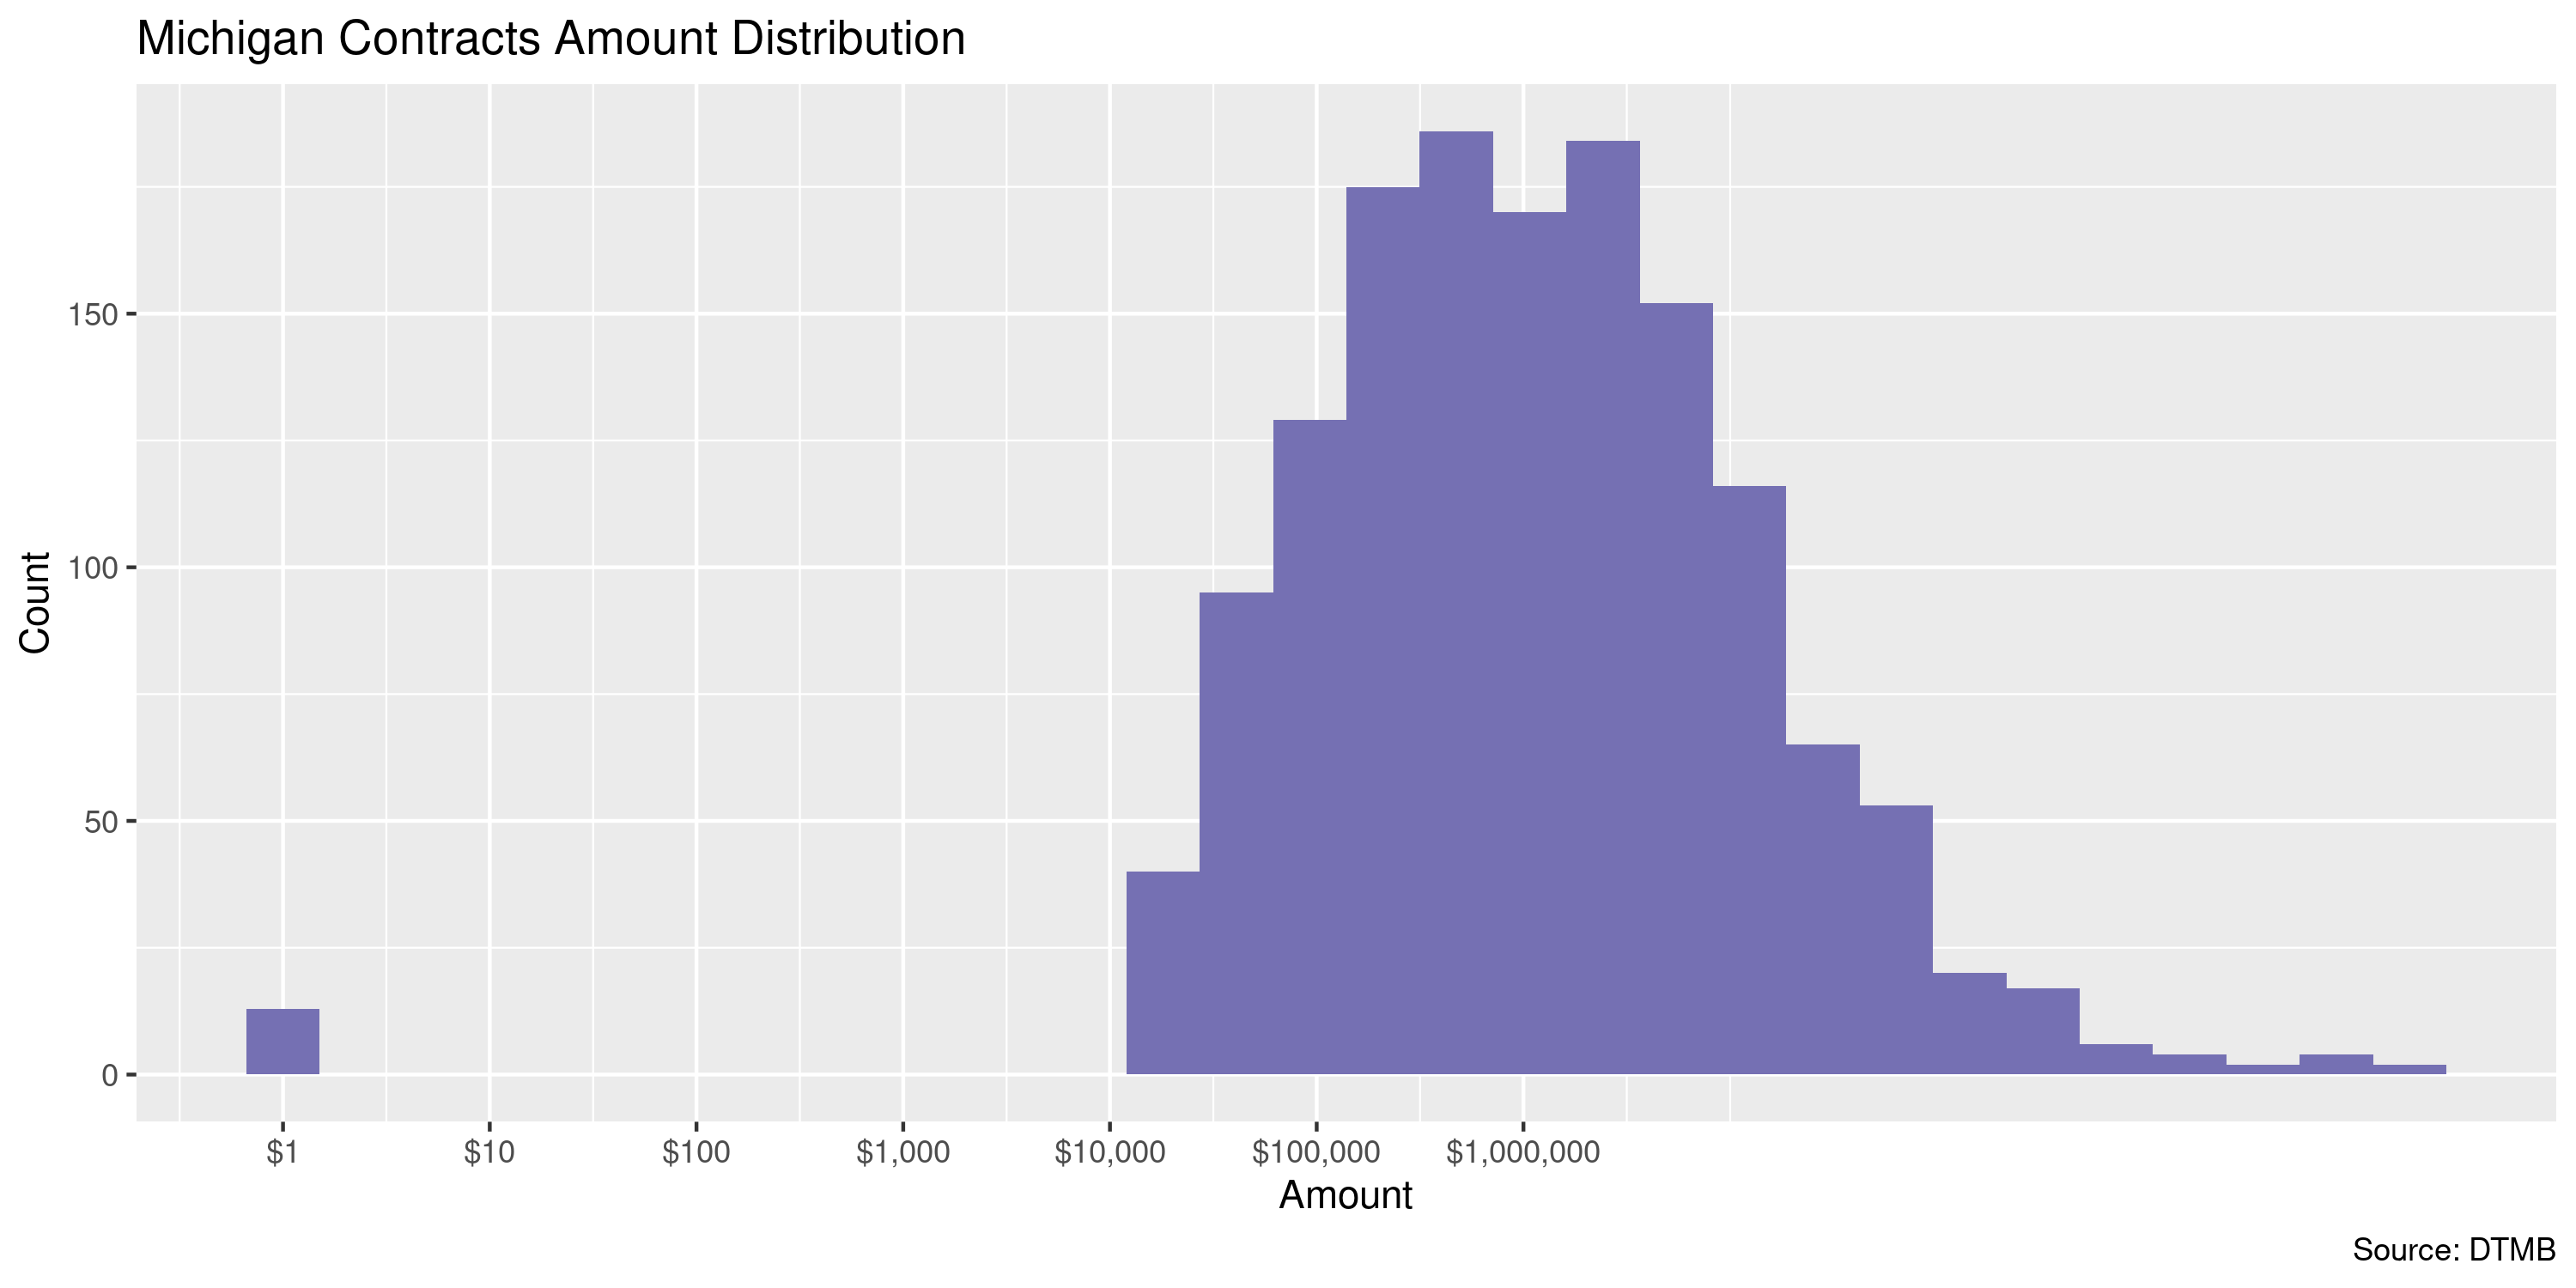 Michigan Contracts Amount Distribution
Count
150
100
50
0
$1 $10 $100 $1,000 $10,000 $100,000 $1,000,000
Amount
Source: DTMB